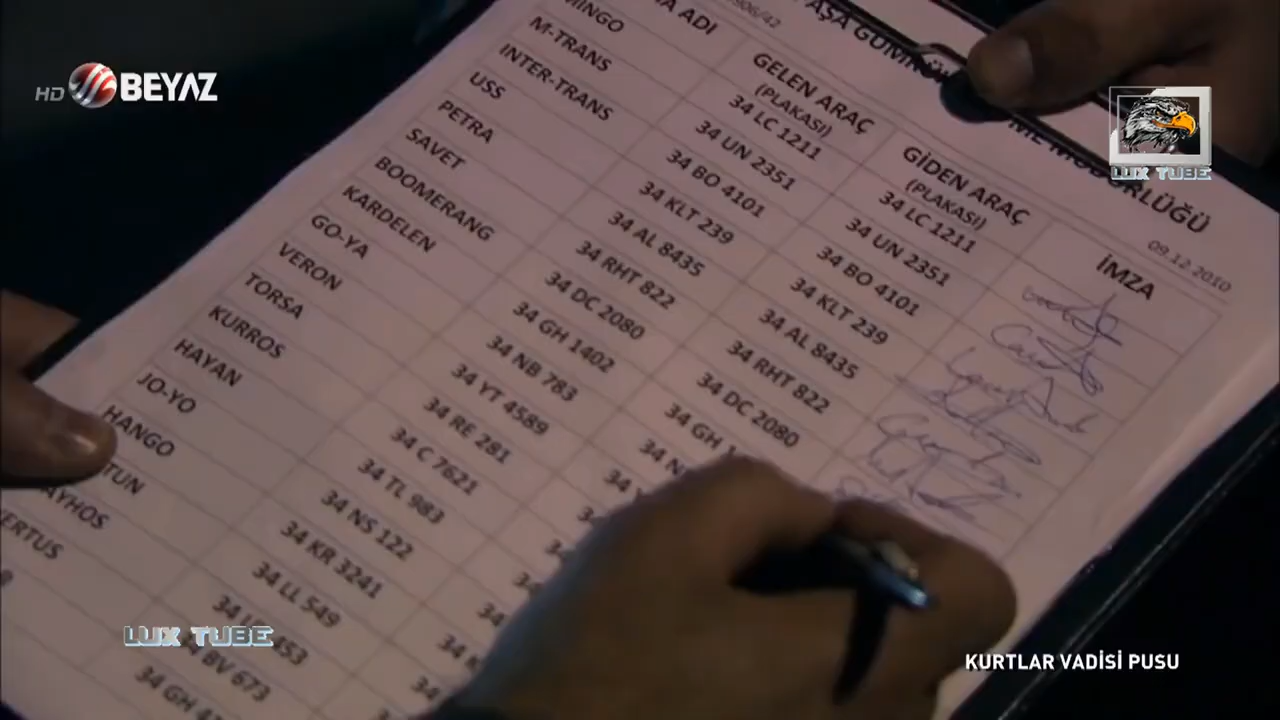 HD BEYAZ
LUX TUBE
09.12.2010
ADI GELEN ARAÇ GİDEN ARAÇ İMZA
(PLAKASI) (PLAKASI)
MINGO 34 LC 1211 34 LC 1211
M-TRANS 34 UN 2351 34 UN 2351
INTER-TRANS 34 BO 4101 34 BO 4101
USS 34 KLT 239 34 KLT 239
PETRA 34 AL 8435 34 AL 8435
SAVET 34 RHT 822 34 RHT 822
BOOMERANG 34 DC 2080 34 DC 2080
KARDELEN 34 GH 1402 34 GH
GO-YA 34 NB 783
VERON 34 YT 4589
TORSA 34 RE 281
KURROS 34 C 7621
HAYAN 34 TL 983
JO-YO 34 NS 122
HANGO 34 KR 3241
34 LL 549
34 453
BV 673
34 GH
LUX TUBE
KURTLAR VADİSİ PUSU